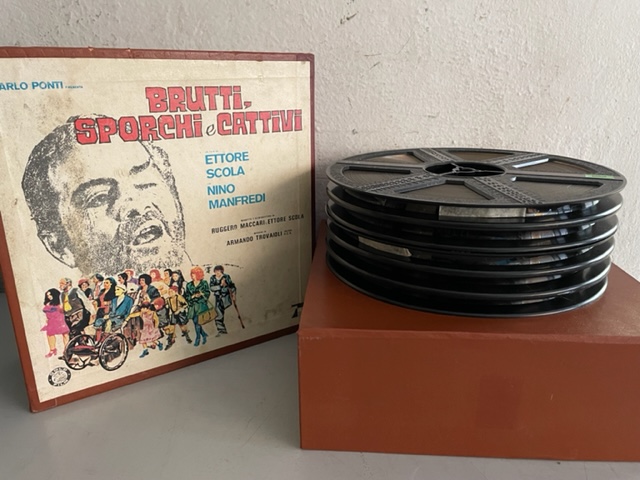 ARLO PONTI
BRUTTI,
SPORCHI e CATTIVI
ETTORE
SCOLA
NINO
MANFREDI
RUGGERO MACCARI, ETTORE SCOLA
ARMANDO TROVAIOLI